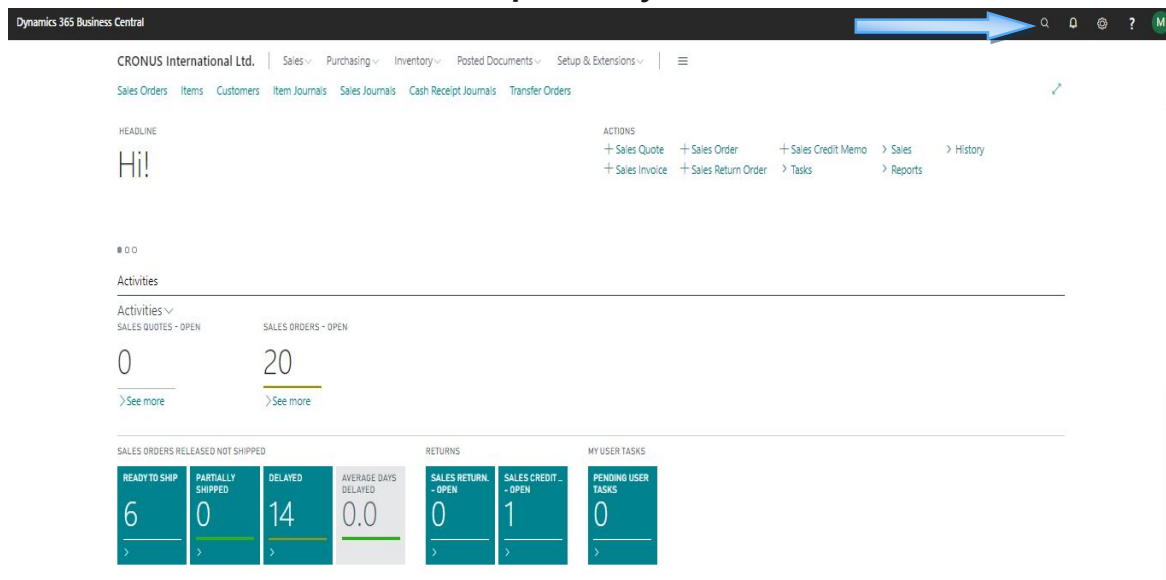 Dynamics 365 Business Central
?
M
CRONUS International Ltd.
Sales
Purchasing
Inventory
Posted Documents
Setup & Extensions
Sales Orders
Items
Customers
Item Journals
Sales Journals
Cash Receipt Journals
Transfer Orders
HEADLINE
Hi!
ACTIONS
+ Sales Quote
+ Sales Order
+ Sales Credit Memo
> Sales
> History
+ Sales Invoice
+ Sales Return Order
> Tasks
> Reports
Activities
Activities
SALES QUOTES - OPEN
0
>See more
SALES ORDERS - OPEN
20
>See more
SALES ORDERS RELEASED NOT SHIPPED
READY TO SHIP
6
>
PARTIALLY
SHIPPED
0
>
DELAYED
14
>
AVERAGE DAYS
DELAYED
0.0
RETURNS
SALES RETURN.
- OPEN
0
>
SALES CREDIT ...
- OPEN
1
>
MY USER TASKS
PENDING USER
TASKS
0
>